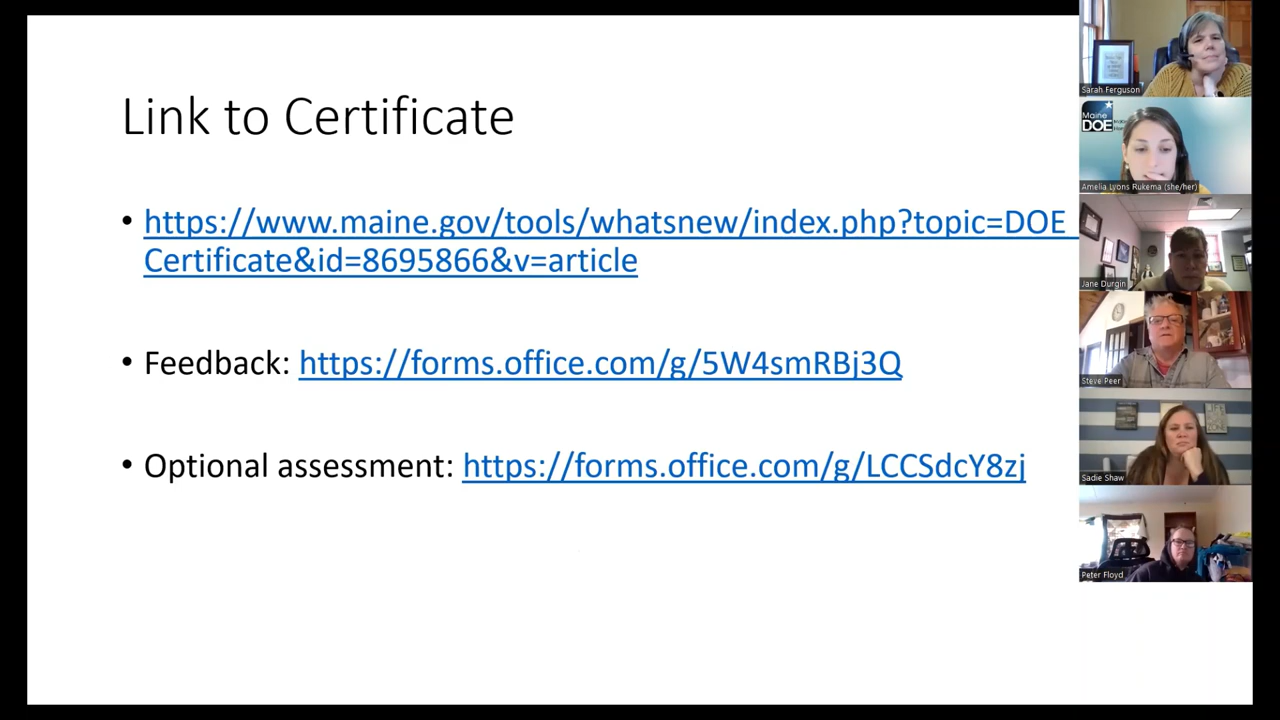 Link to Certificate
• https://www.maine.gov/tools/whatsnew/index.php?topic=DOE_
Certificate&id=8695866&v=article
• Feedback: https://forms.office.com/g/5W4smRBj3Q
• Optional assessment: https://forms.office.com/g/LCCSdcY8zj
Sarah Ferguson
Maine
DOE
Amelia Lyons Rukema (she/her)
Jane Durgin
Steve Peer
Sadie Shaw
Peter Floyd